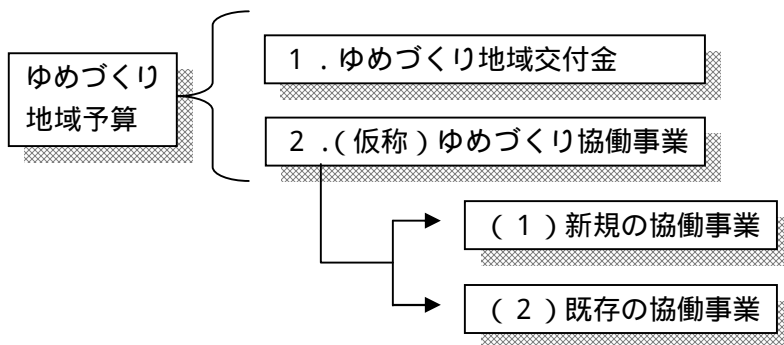 ゆめづくり
地域予算
1．ゆめづくり地域交付金
2．(仮称)ゆめづくり協働事業
(1)新規の協働事業
(2)既存の協働事業